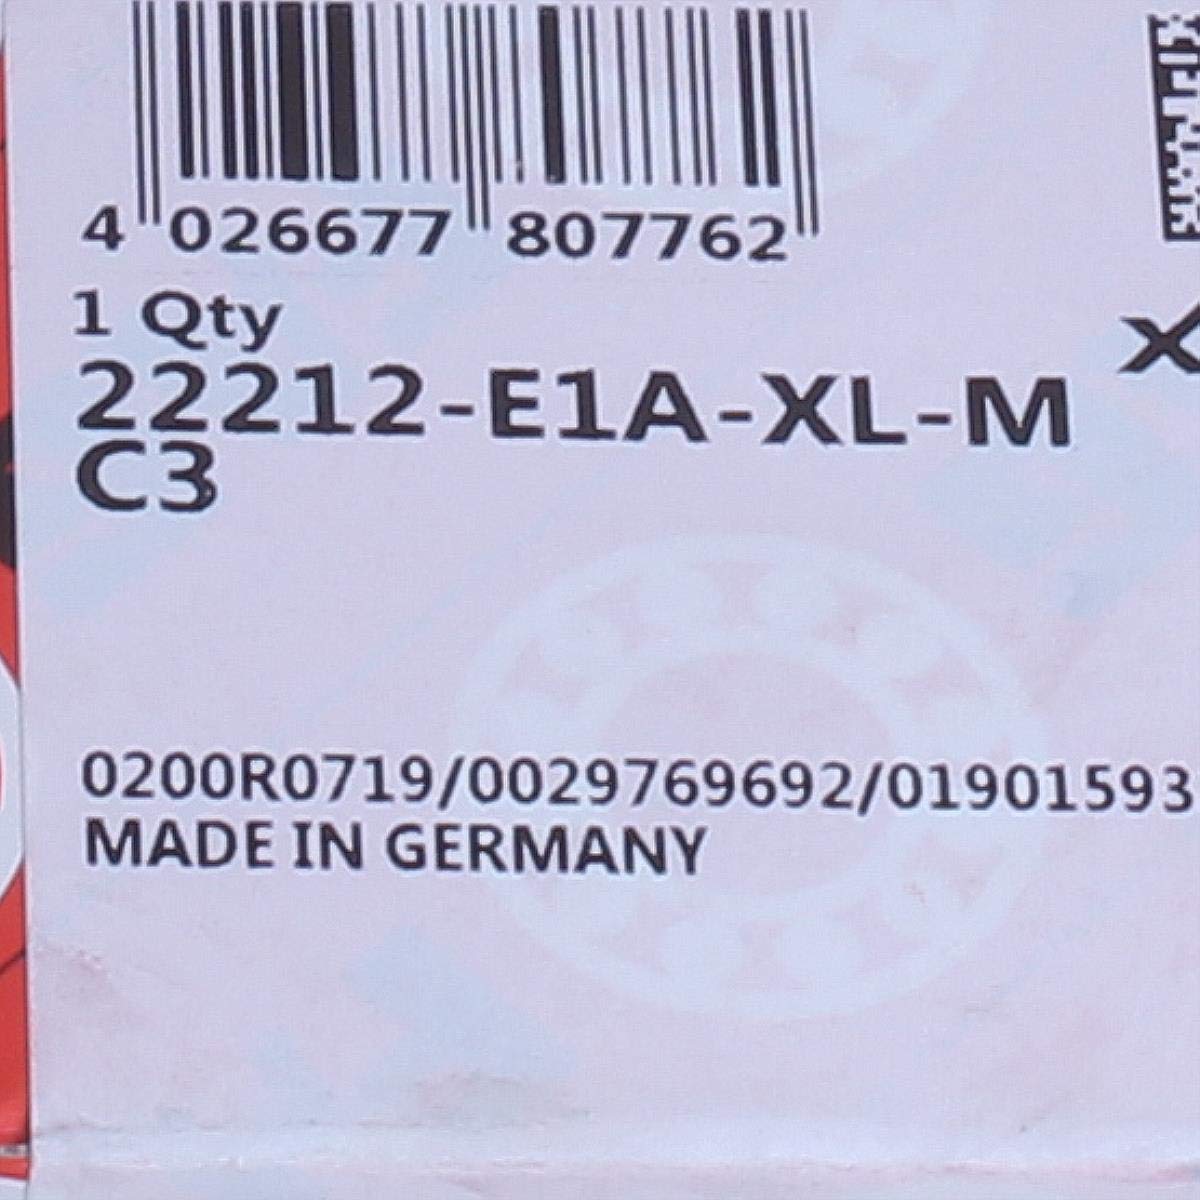 4 026677 807762
1 Qty
22212-E1A-XL-M
C3
X
0200R0719/0029769692/01901593
MADE IN GERMANY